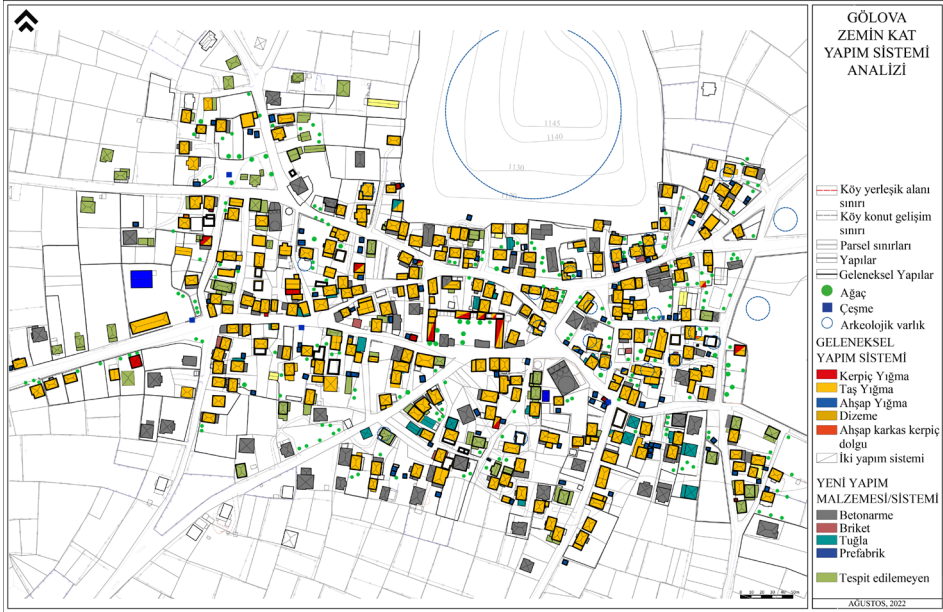 GÖLOVA
ZEMİN KAT
YAPIM SİSTEMİ
ANALİZİ
1145
1140
1130
Köy yerleşik alanı
sınırı
Köy konut gelişim
sınırı
Parsel sınırları
Yapılar
Geleneksel Yapılar
Ağaç
Çeşme
Arkeolojik varlık
GELENEKSEL
YAPIM SİSTEMİ
Kerpiç Yığma
Taş Yığma
Ahşap Yığma
Dizeme
Ahşap karkas kerpiç
dolgu
İki yapım sistemi
YENİ YAPIM
MALZEMESİ/SİSTEMİ
Betonarme
Briket
Tuğla
Prefabrik
Tespit edilemeyen
AĞUSTOS, 2022